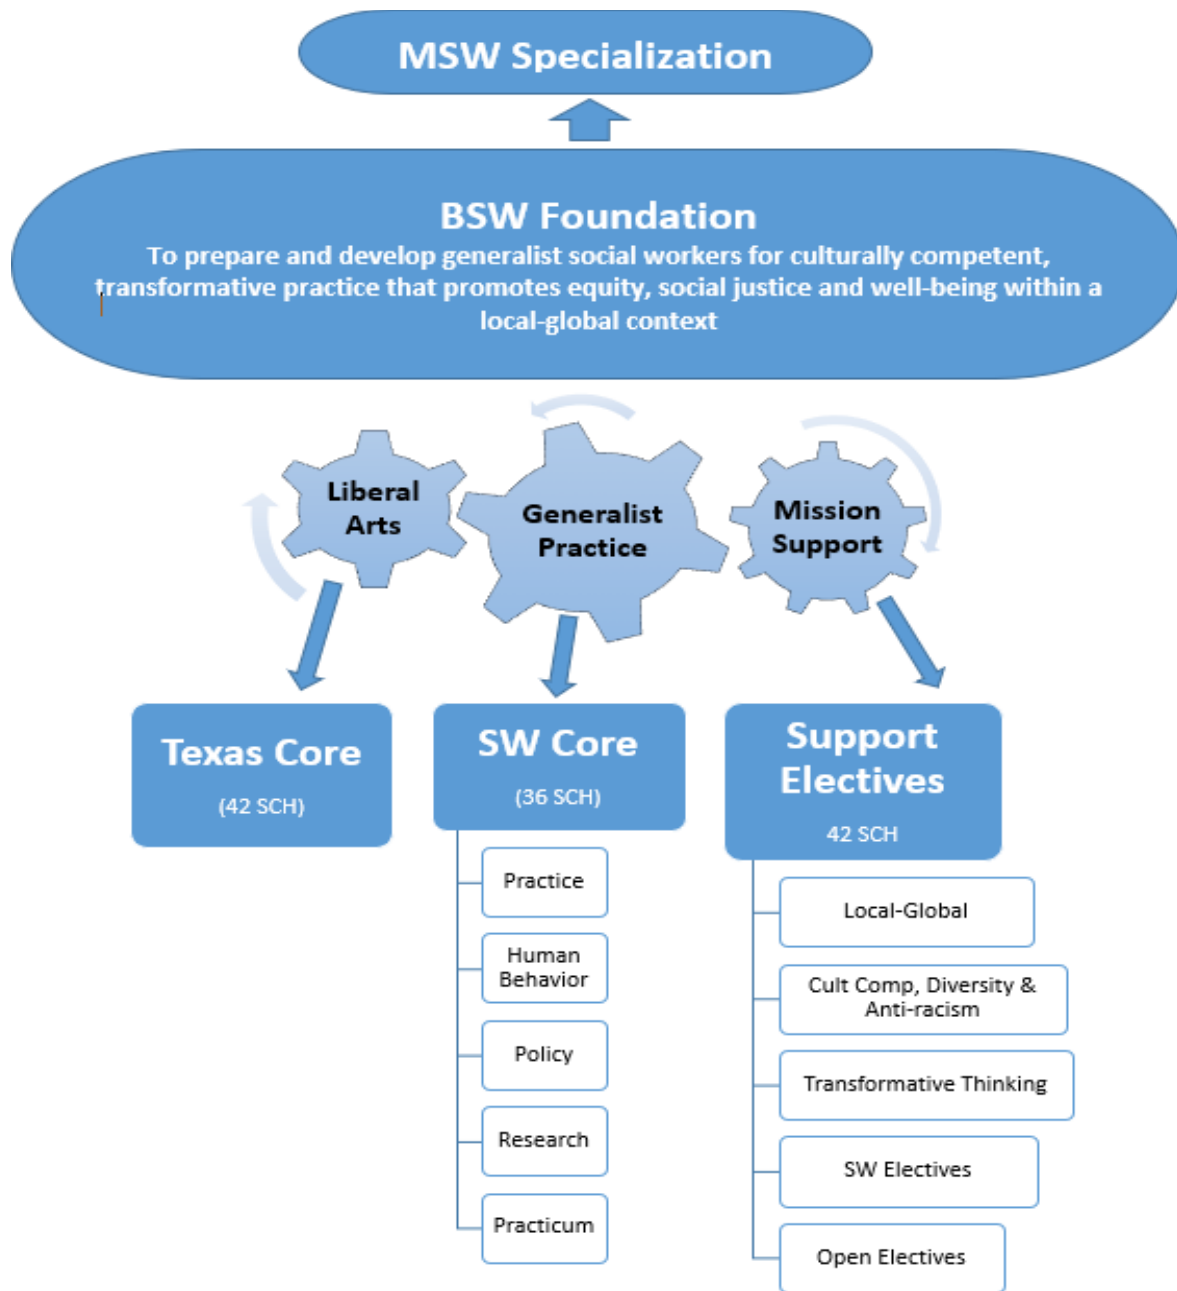 MSW Specialization
BSW Foundation
To prepare and develop generalist social workers for culturally competent,
transformative practice that promotes equity, social justice and well-being within a
local-global context
Liberal
Arts
Generalist
Practice
Mission
Support
Texas Core
(42 SCH)
SW Core
(36 SCH)
Practice
Human
Behavior
Policy
Research
Practicum
Support
Electives
42 SCH
Local-Global
Cult Comp, Diversity &
Anti-racism
Transformative Thinking
SW Electives
Open Electives